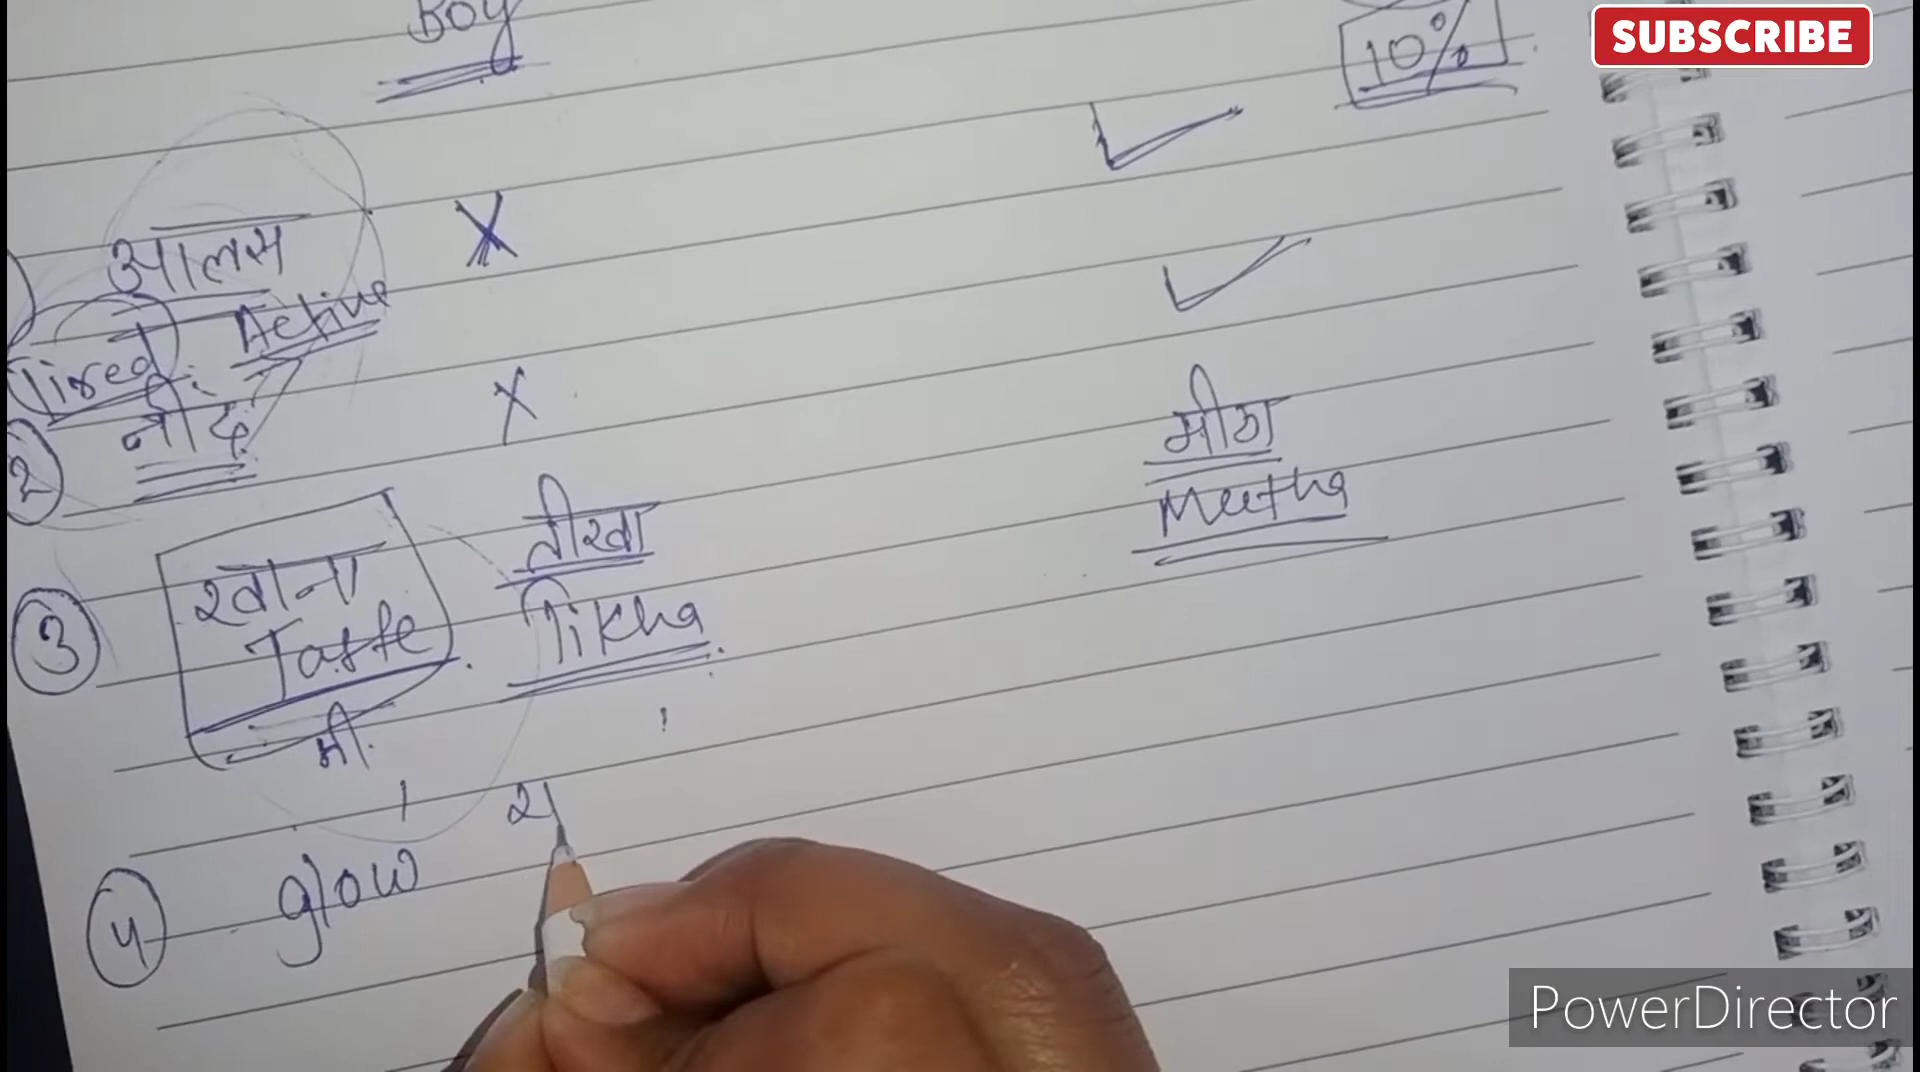 Boy
10%
SUBSCRIBE
आलस X
Tired Active
2 नींद X
मीठा
Meetha
तीखा
3 खाना
Taste Tikha
मी
4 glow
PowerDirector